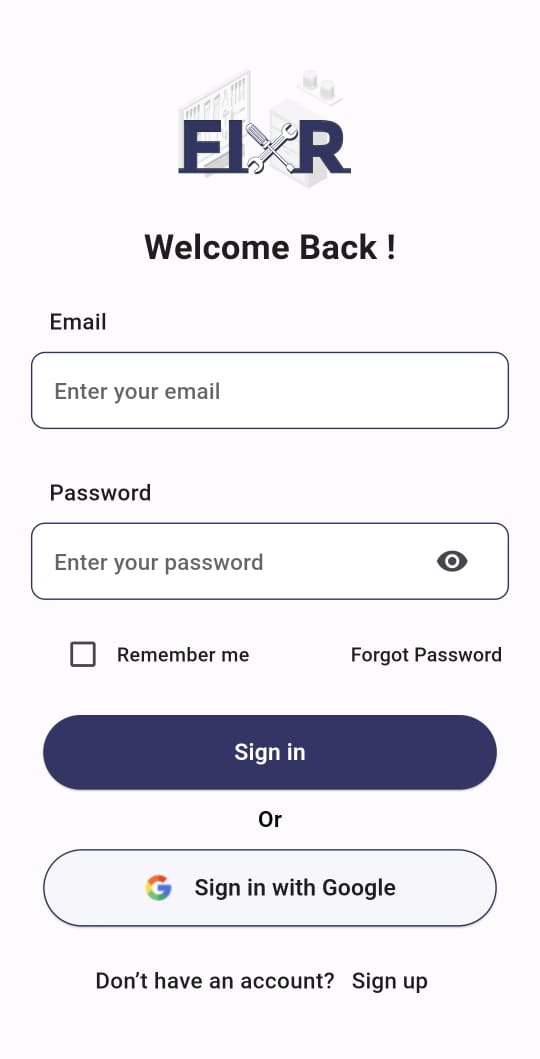 FIXR
Welcome Back !
Email
Enter your email
Password
Enter your password
Remember me Forgot Password
Sign in
Or
Sign in with Google
Don’t have an account? Sign up